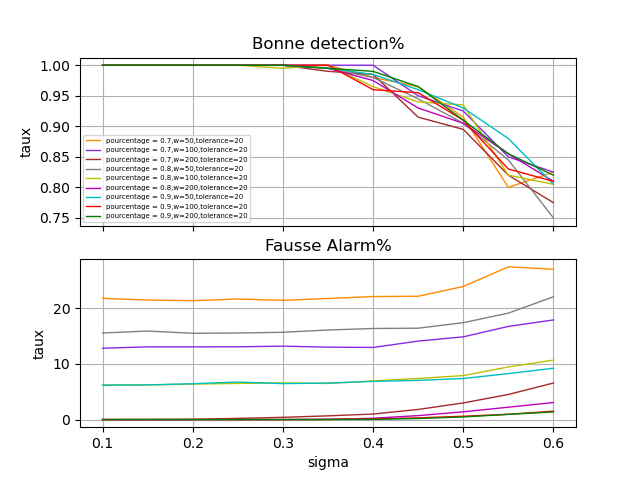 Bonne detection%
1.00
0.95
0.90
0.85
0.80
0.75
taux
pourcentage = 0.7,w=50,tolerance=20
pourcentage = 0.7,w=100,tolerance=20
pourcentage = 0.7,w=200,tolerance=20
pourcentage = 0.8,w=50,tolerance=20
pourcentage = 0.8,w=100,tolerance=20
pourcentage = 0.8,w=200,tolerance=20
pourcentage = 0.9,w=50,tolerance=20
pourcentage = 0.9,w=100,tolerance=20
pourcentage = 0.9,w=200,tolerance=20
Fausse Alarm%
20
10
0
taux
0.1 0.2 0.3 0.4 0.5 0.6
sigma